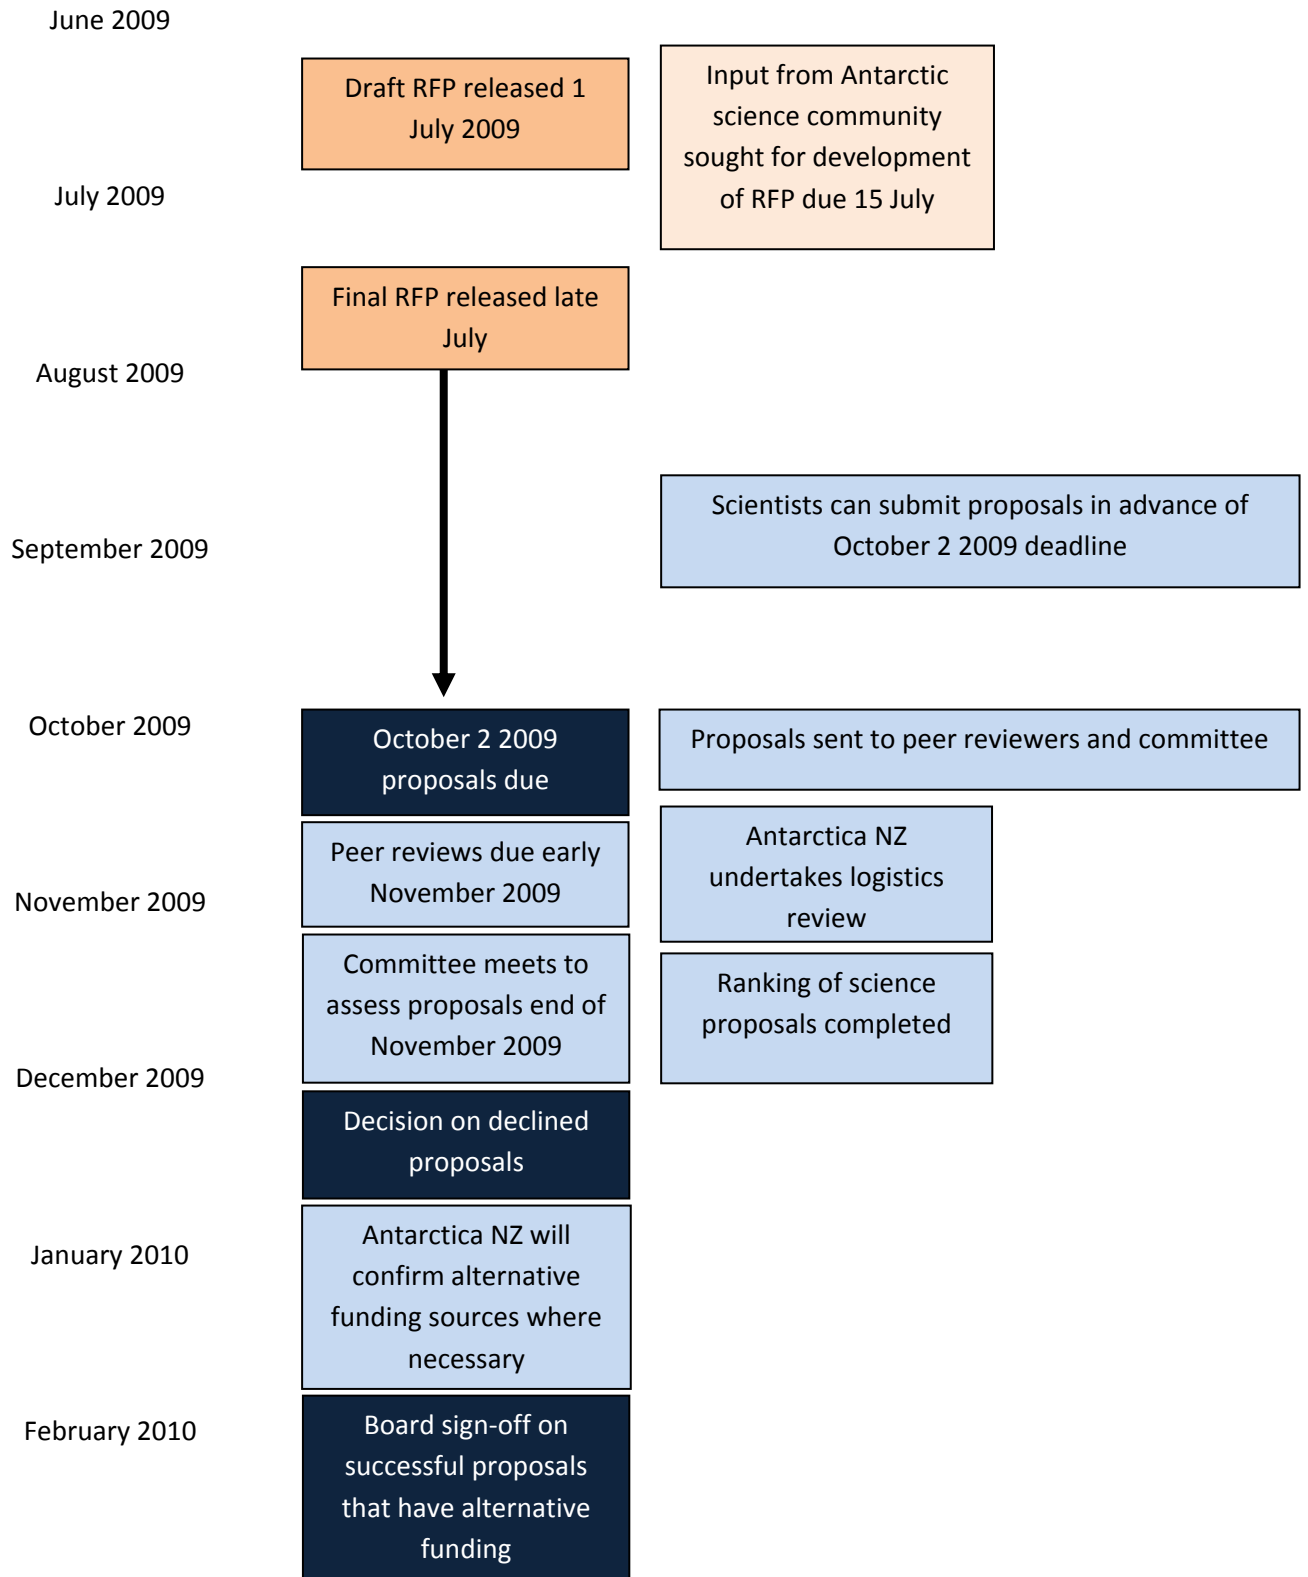 June 2009
Draft RFP released 1
July 2009
Input from Antarctic
science community
sought for development
of RFP due 15 July
July 2009
Final RFP released late
July
August 2009
Scientists can submit proposals in advance of
October 2 2009 deadline
September 2009
October 2009
October 2 2009
proposals due
Proposals sent to peer reviewers and committee
Peer reviews due early
November 2009
Antarctica NZ
undertakes logistics
review
November 2009
Committee meets to
assess proposals end of
November 2009
Ranking of science
proposals completed
December 2009
Decision on declined
proposals
January 2010
Antarctica NZ will
confirm alternative
funding sources where
necessary
February 2010
Board sign-off on
successful proposals
that have alternative
funding